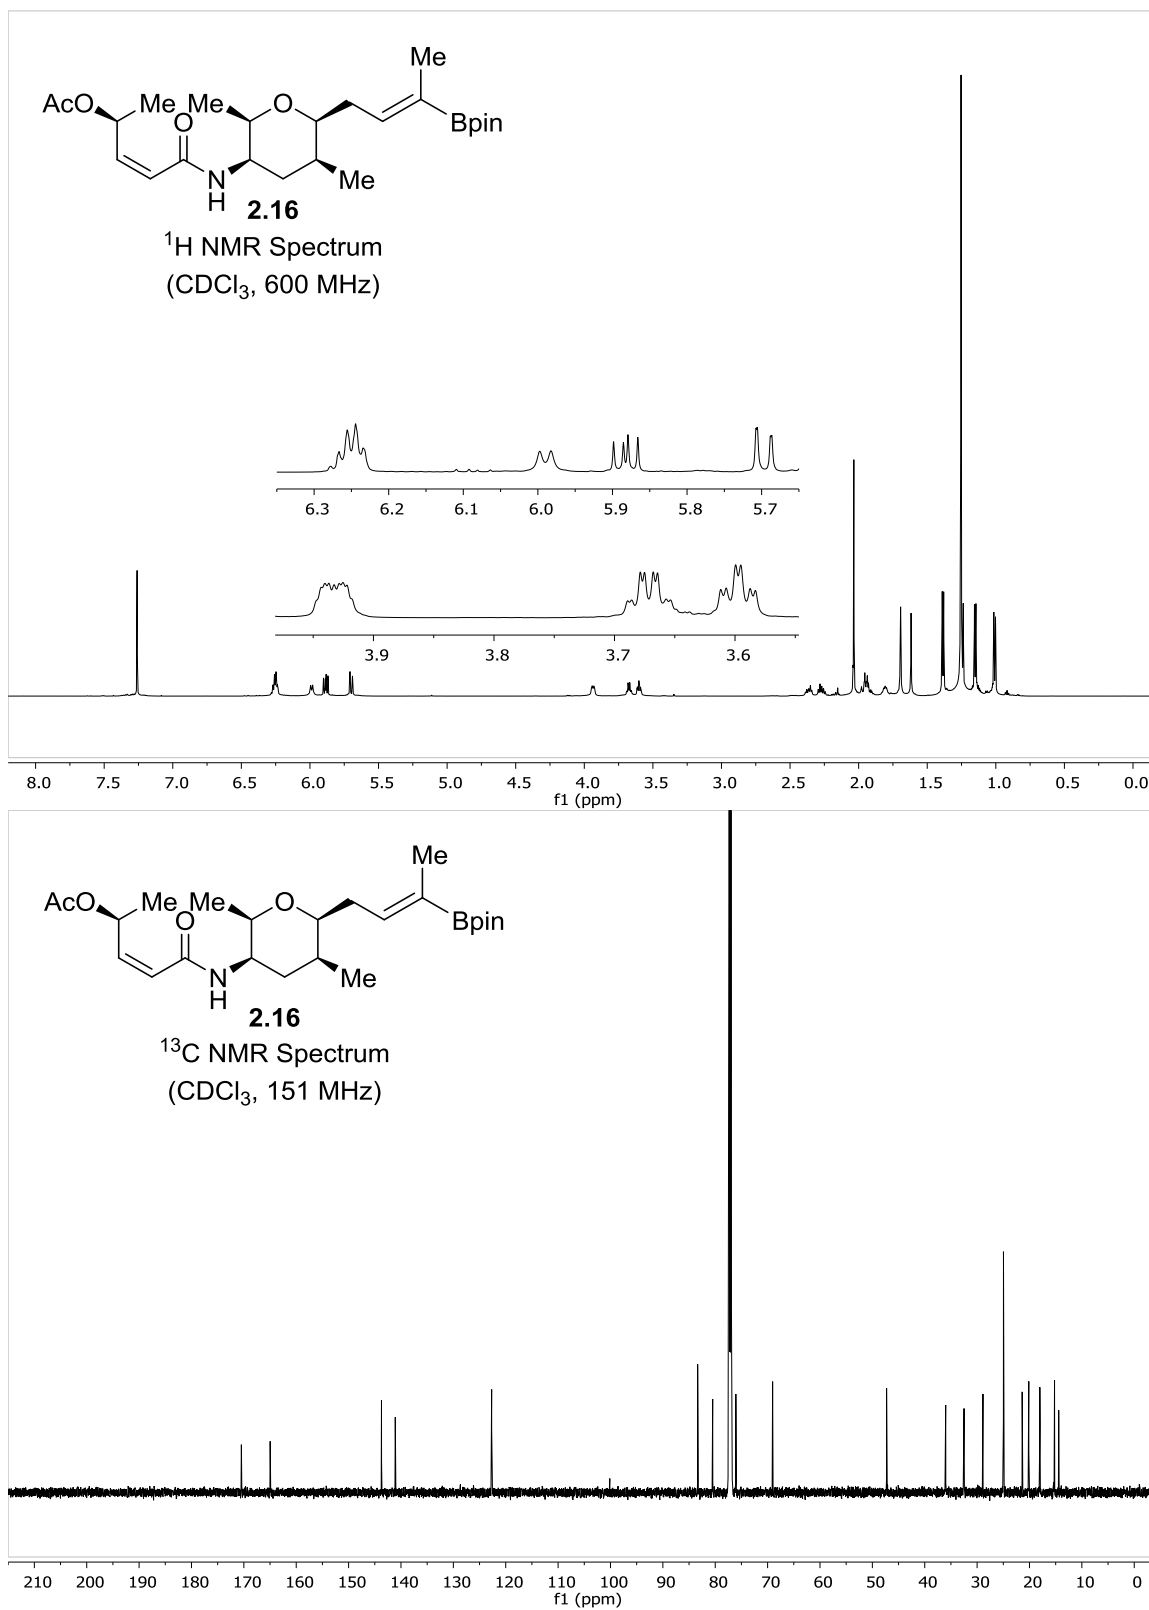 Me
AcO Me Me O
O
Bpin
N Me
H
2.16
1H NMR Spectrum
(CDCl3, 600 MHz)
6.3 6.2 6.1 6.0 5.9 5.8 5.7
3.9 3.8 3.7 3.6
8.0 7.5 7.0 6.5 6.0 5.5 5.0 4.5 4.0 3.5 3.0 2.5 2.0 1.5 1.0 0.5 0.0
f1 (ppm)
Me
AcO Me Me O
O
Bpin
N Me
H
2.16
13C NMR Spectrum
(CDCl3, 151 MHz)
210 200 190 180 170 160 150 140 130 120 110 100 90 80 70 60 50 40 30 20 10 0
f1 (ppm)